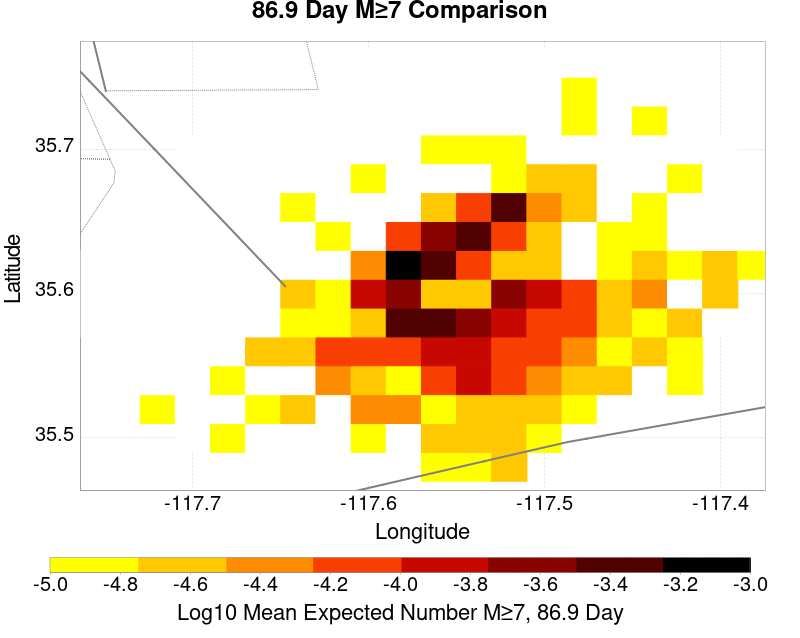 86.9 Day M≥7 Comparison
35.7
35.6
35.5
Latitude
-117.7 -117.6 -117.5 -117.4
Longitude
-5.0 -4.8 -4.6 -4.4 -4.2 -4.0 -3.8 -3.6 -3.4 -3.2 -3.0
Log10 Mean Expected Number M≥7, 86.9 Day